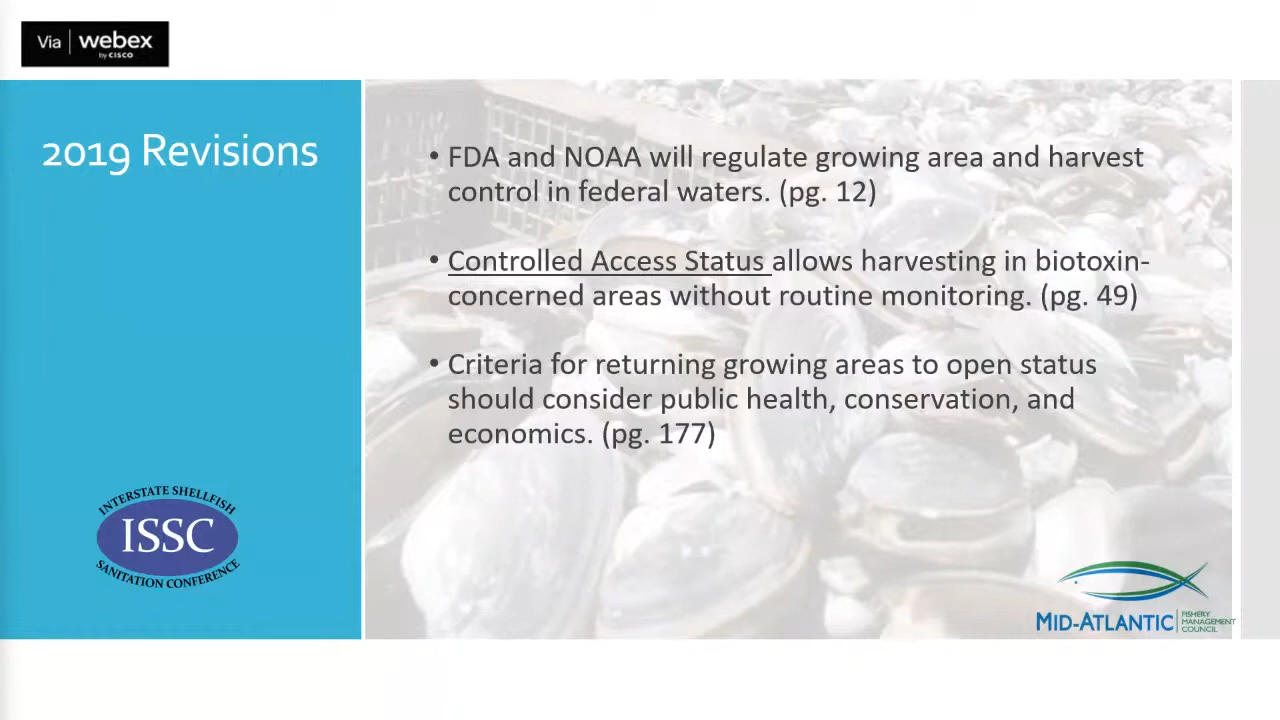 Via | webex
by CISCO
2019 Revisions
• FDA and NOAA will regulate growing area and harvest
control in federal waters. (pg. 12)
• Controlled Access Status allows harvesting in biotoxin-
concerned areas without routine monitoring. (pg. 49)
• Criteria for returning growing areas to open status
should consider public health, conservation, and
economics. (pg. 177)
INTERSTATE SHELLFISH
ISSC
SANITATION CONFERENCE
MID-ATLANTIC
FISHERY
MANAGEMENT
COUNCIL